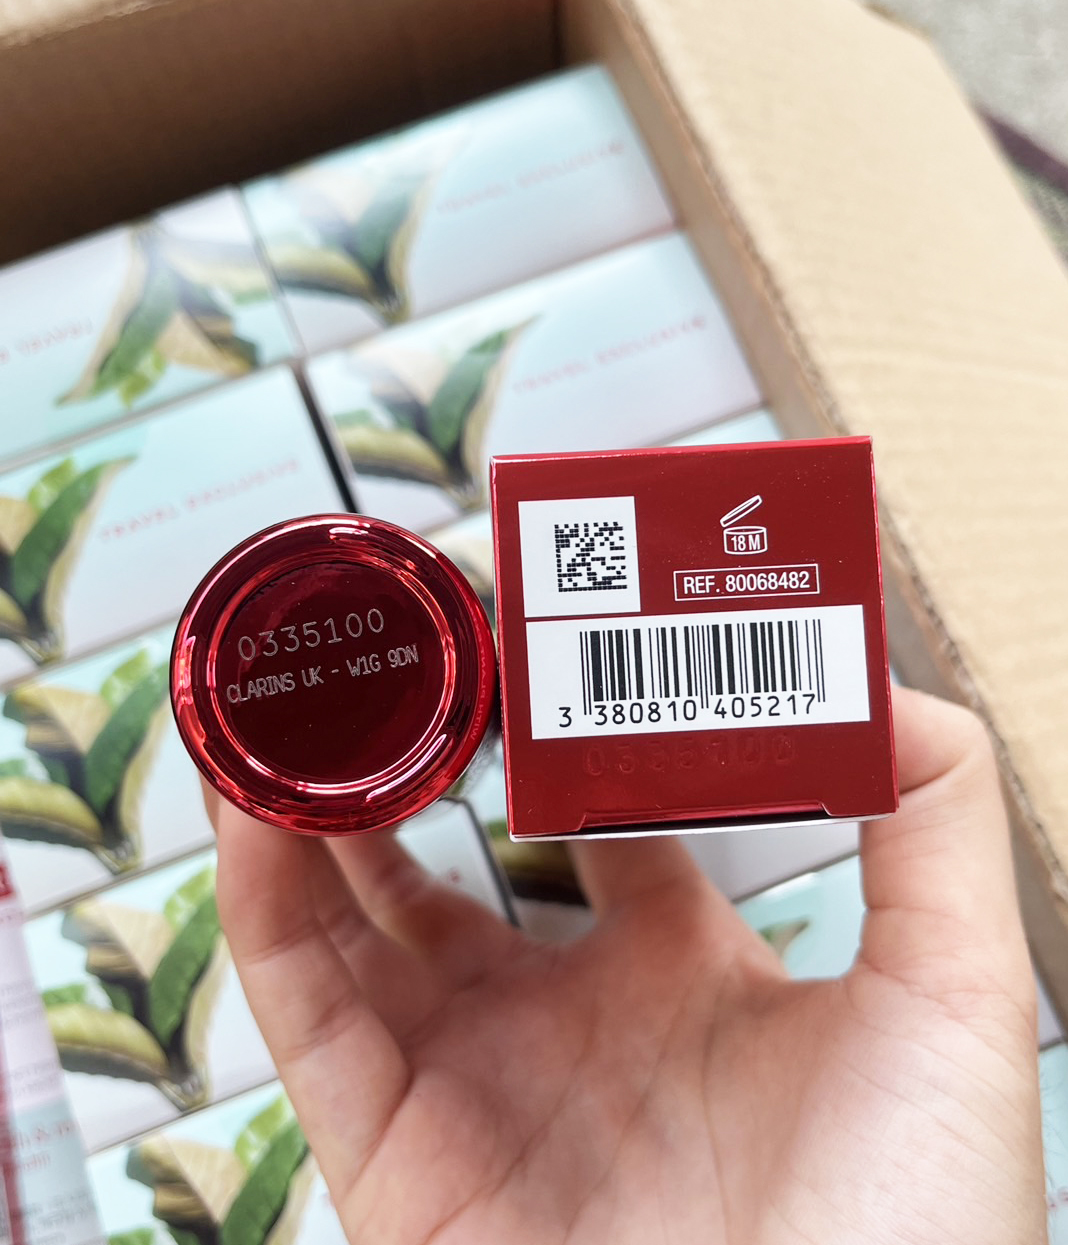 TRAVEL EXCLUSIVE
TRAVEL EXCLUSIVE
TRAVEL EXCLUSIVE
0335100
CLARINS UK - W1G 9DN
18 M
REF. 80068482
3 380810 405217
0335100